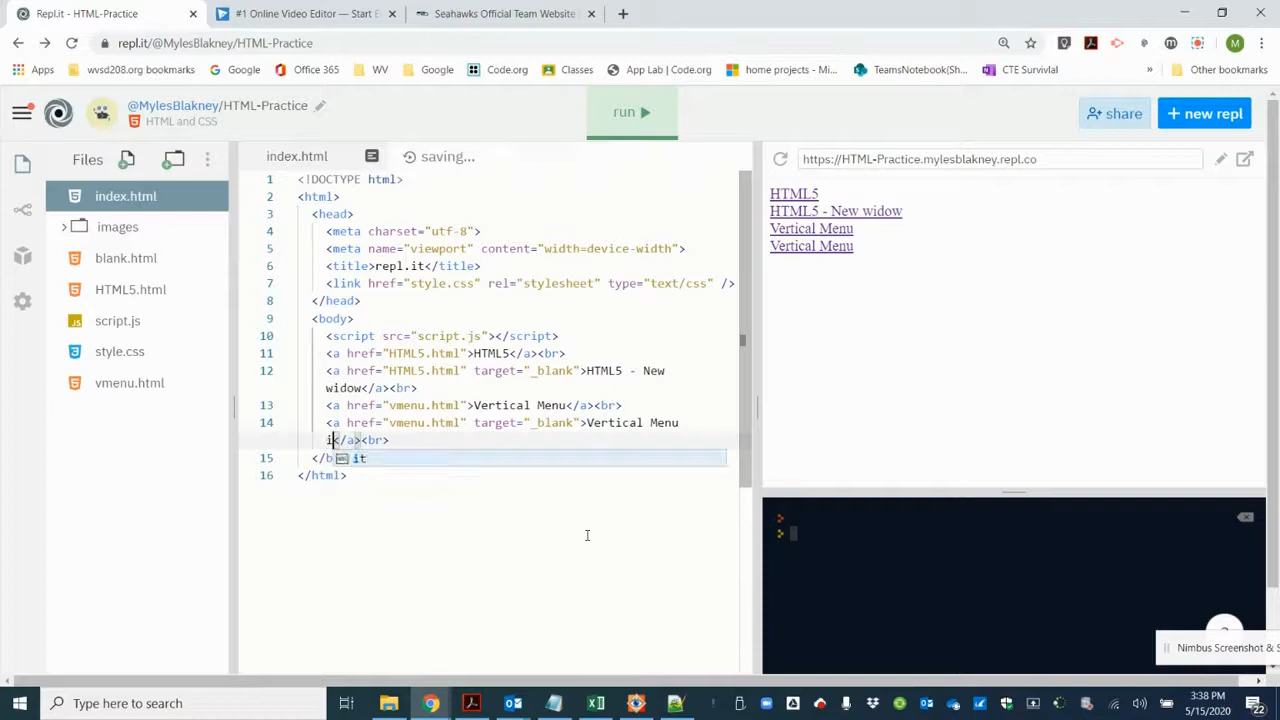 Repl.it - HTML-Practice
#1 Online Video Editor — Start E
Seahawks Official Team Website
repl.it/@MylesBlakney/HTML-Practice
M
Apps
wvsd208.org bookmarks
Google
Office 365
WV
Google
Code.org
Classes
App Lab | Code.org
home projects - Mi...
TeamsNotebook(Sh...
CTE Survivlal
»
Other bookmarks
@MylesBlakney/HTML-Practice
HTML and CSS
run
share
+ new repl
Files
index.html
images
blank.html
HTML5.html
script.js
style.css
vmenu.html
index.html
saving...
1 <!DOCTYPE html>
2 <html>
3 <head>
4 <meta charset="utf-8">
5 <meta name="viewport" content="width=device-width">
6 <title>repl.it</title>
7 <link href="style.css" rel="stylesheet" type="text/css" />
8 </head>
9 <body>
10 <script src="script.js"></script>
11 <a href="HTML5.html">HTML5</a><br>
12 <a href="HTML5.html" target="_blank">HTML5 - New
widow</a><br>
13 <a href="vmenu.html">Vertical Menu</a><br>
14 <a href="vmenu.html" target="_blank">Vertical Menu
i</a><br>
15 </b
abc it
16 </html>
https://HTML-Practice.mylesblakney.repl.co
HTML5
HTML5 - New widow
Vertical Menu
Vertical Menu
>
>
Nimbus Screenshot & S
Type here to search
3:38 PM
5/15/2020
22